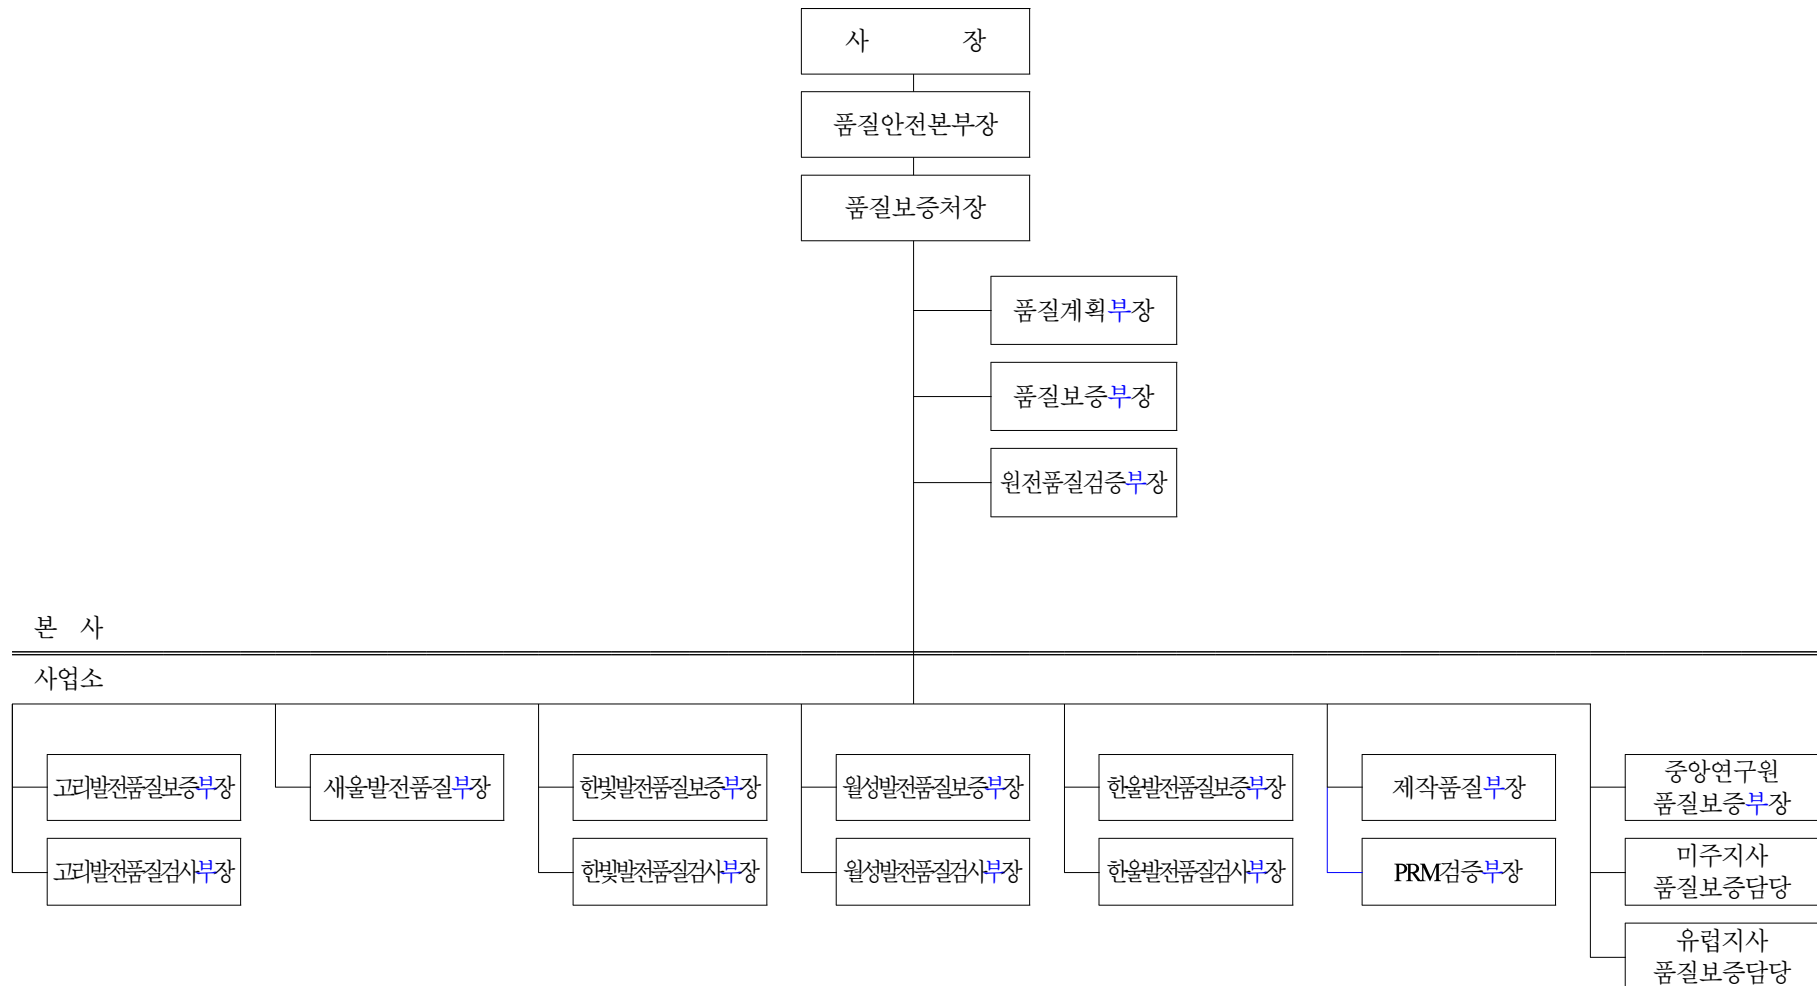 사 장
품질안전본부장
품질보증처장
품질계획부장
품질보증부장
원전품질검증부장
본 사
사업소
고리발전품질보증부장
새울발전품질부장
한빛발전품질보증부장
월성발전품질보증부장
한울발전품질보증부장
제작품질부장
중앙연구원
품질보증부장
고리발전품질검사부장
한빛발전품질검사부장
월성발전품질검사부장
한울발전품질검사부장
PRM검증부장
미주지사
품질보증담당
유럽지사
품질보증담당